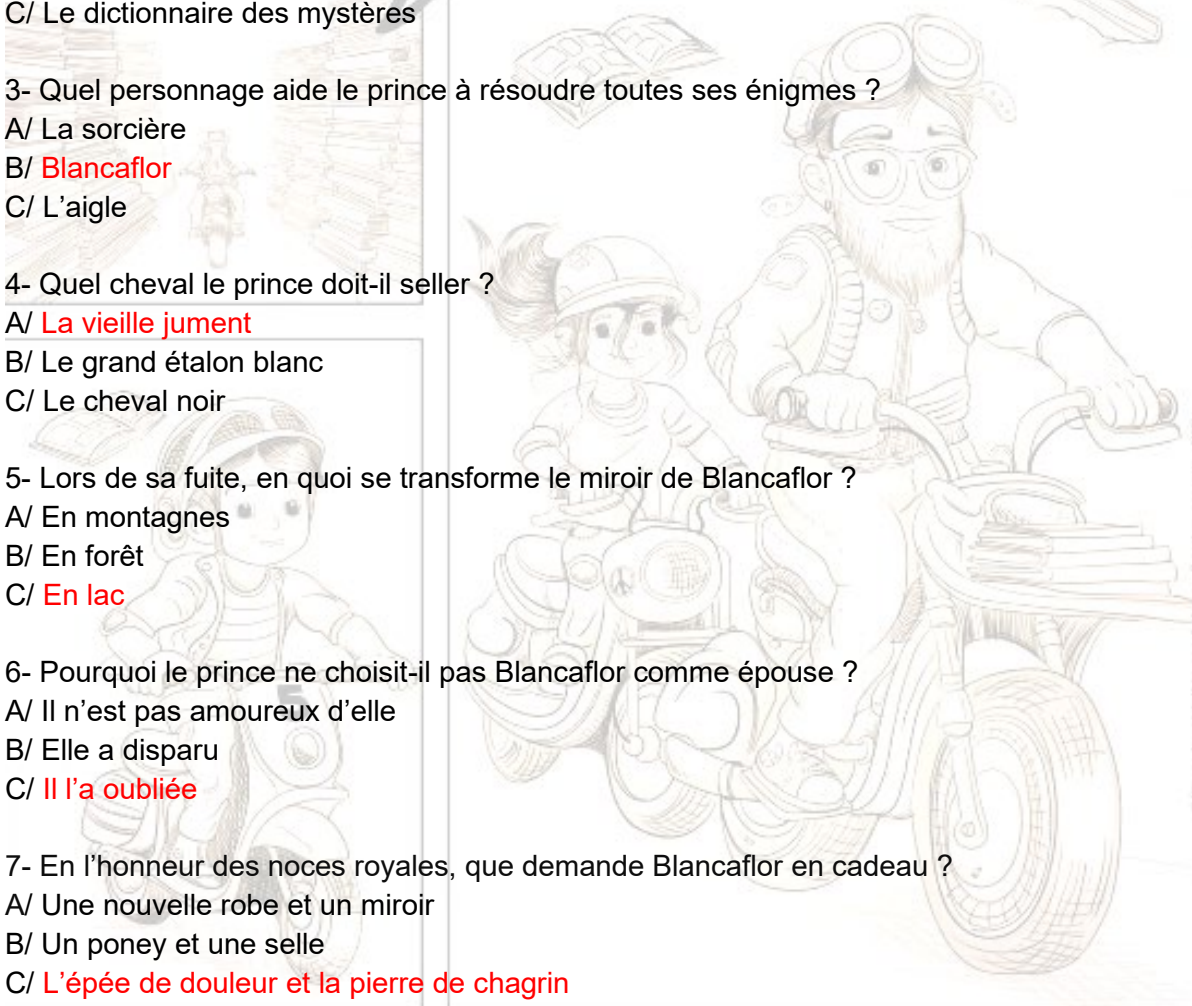 C/ Le dictionnaire des mystères
3- Quel personnage aide le prince à résoudre toutes ses énigmes ?
A/ La sorcière
B/ Blancaflor
C/ L'aigle
4- Quel cheval le prince doit-il seller ?
A/ La vieille jument
B/ Le grand étalon blanc
C/ Le cheval noir
5- Lors de sa fuite, en quoi se transforme le miroir de Blancaflor ?
A/ En montagnes
B/ En forêt
C/ En lac
6- Pourquoi le prince ne choisit-il pas Blancaflor comme épouse ?
A/ Il n'est pas amoureux d'elle
B/ Elle a disparu
C/ Il l'a oubliée
7- En l'honneur des noces royales, que demande Blancaflor en cadeau ?
A/ Une nouvelle robe et un miroir
B/ Un poney et une selle
C/ L'épée de douleur et la pierre de chagrin